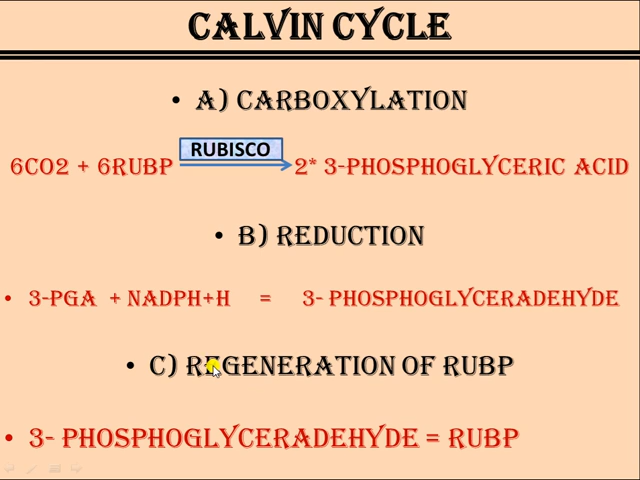 CALVIN CYCLE
• A) CARBOXYLATION
RUBISCO
6CO2 + 6RUBP 2* 3-PHOSPHOGLYCERIC ACID
• B) REDUCTION
• 3-PGA + NADPH+H = 3- PHOSPHOGLYCERADEHYDE
• C) REGENERATION OF RUBP
• 3- PHOSPHOGLYCERADEHYDE = RUBP